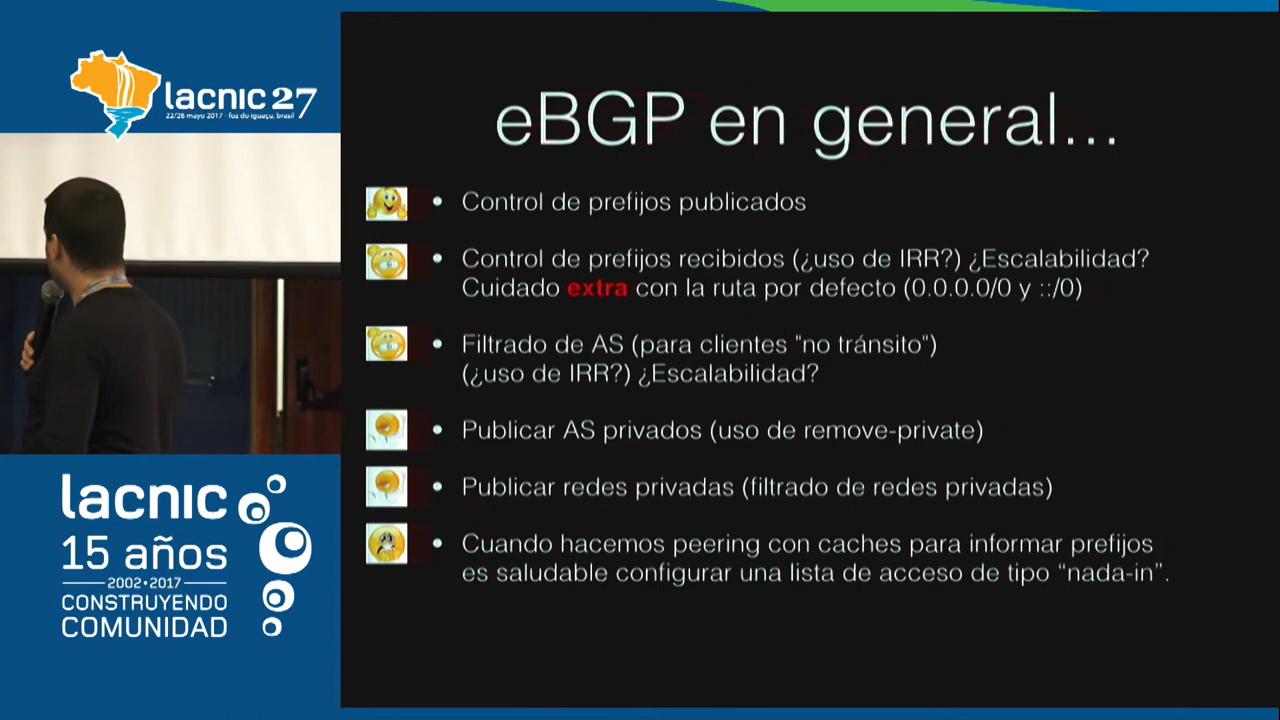 lacnic 27
22/26 mayo 2017 - foz do iguaçu, brasil
eBGP en general...
• Control de prefijos publicados
• Control de prefijos recibidos (¿uso de IRR?) ¿Escalabilidad?
Cuidado extra con la ruta por defecto (0.0.0.0/0 y ::/0)
• Filtrado de AS (para clientes "no tránsito")
(¿uso de IRR?) ¿Escalabilidad?
• Publicar AS privados (uso de remove-private)
• Publicar redes privadas (filtrado de redes privadas)
• Cuando hacemos peering con caches para informar prefijos
es saludable configurar una lista de acceso de tipo “nada-in”.
lacnic
15 años
2002•2017
CONSTRUYENDO
COMUNIDAD